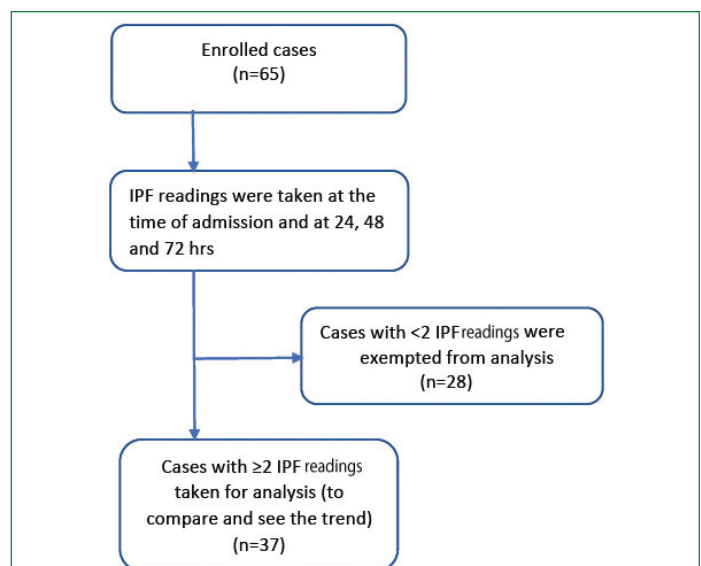 Enrolled cases
(n=65)
IPF readings were taken at the
time of admission and at 24, 48
and 72 hrs
Cases with <2 IPF readings were
exempted from analysis
(n=28)
Cases with ≥2 IPF readings
taken for analysis (to
compare and see the trend)
(n=37)